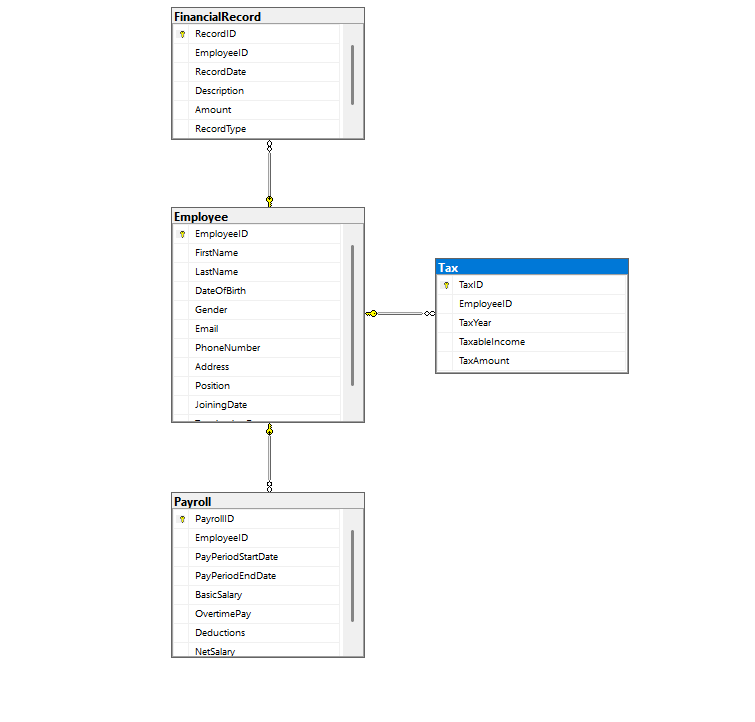 FinancialRecord
RecordID
EmployeeID
RecordDate
Description
Amount
RecordType
Employee
EmployeeID
FirstName
LastName
DateOfBirth
Gender
Email
PhoneNumber
Address
Position
JoiningDate
Tax
TaxID
EmployeeID
TaxYear
TaxableIncome
TaxAmount
Payroll
PayrollID
EmployeeID
PayPeriodStartDate
PayPeriodEndDate
BasicSalary
OvertimePay
Deductions
NetSalary